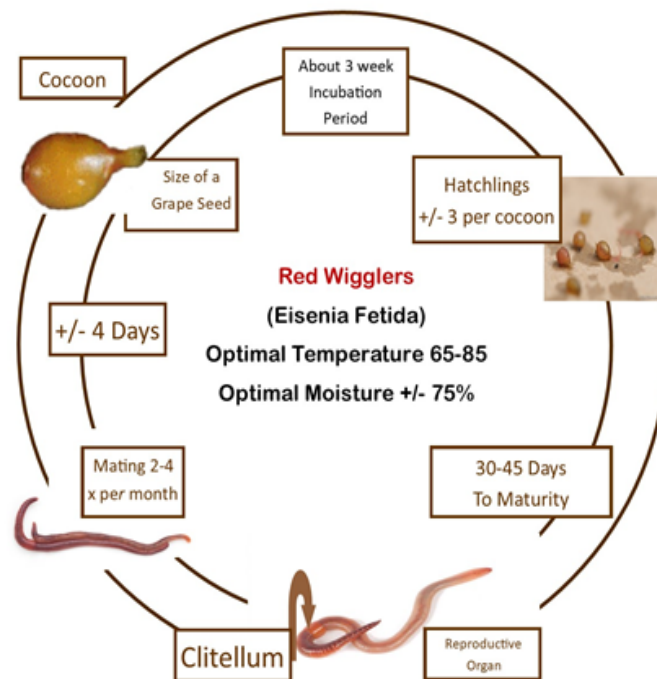 Cocoon
About 3 week
Incubation
Period
Size of a
Grape Seed
Hatchlings
+/- 3 per cocoon
Red Wigglers
(Eisenia Fetida)
Optimal Temperature 65-85
Optimal Moisture +/- 75%
+/- 4 Days
Mating 2-4
x per month
30-45 Days
To Maturity
Clitellum
Reproductive
Organ